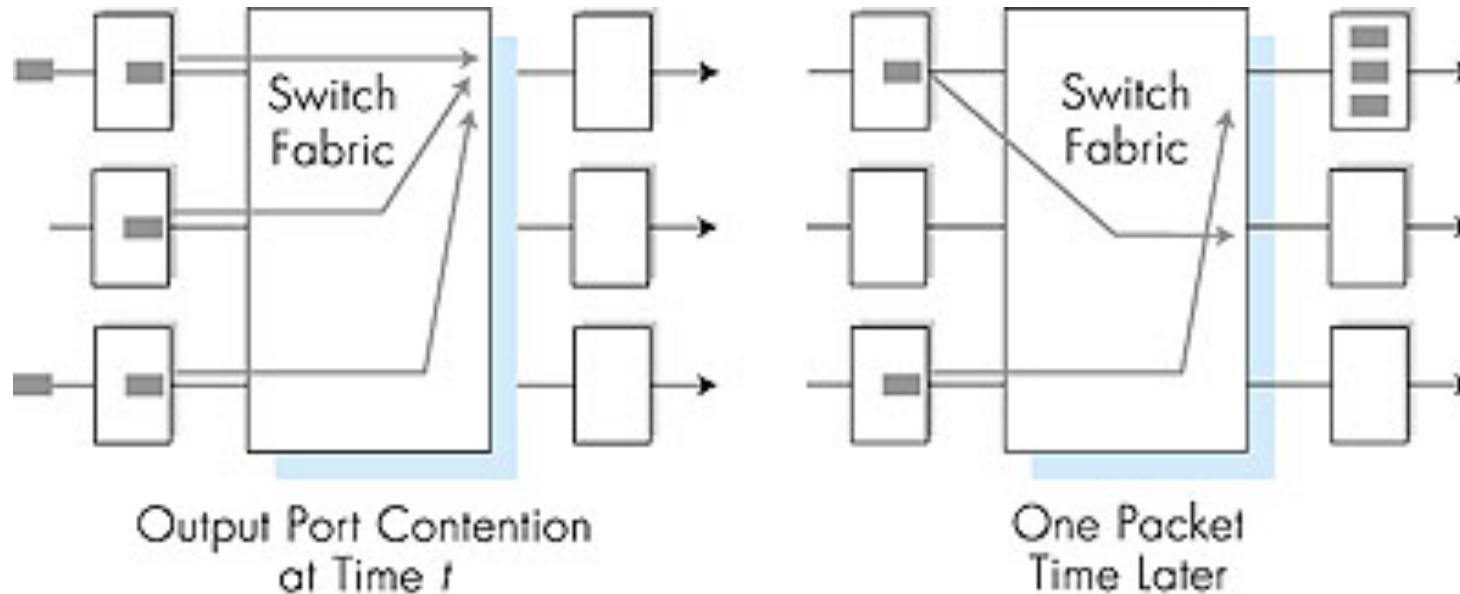 Switch
Fabric
Output Port Contention
at Time t
Switch
Fabric
One Packet
Time Later